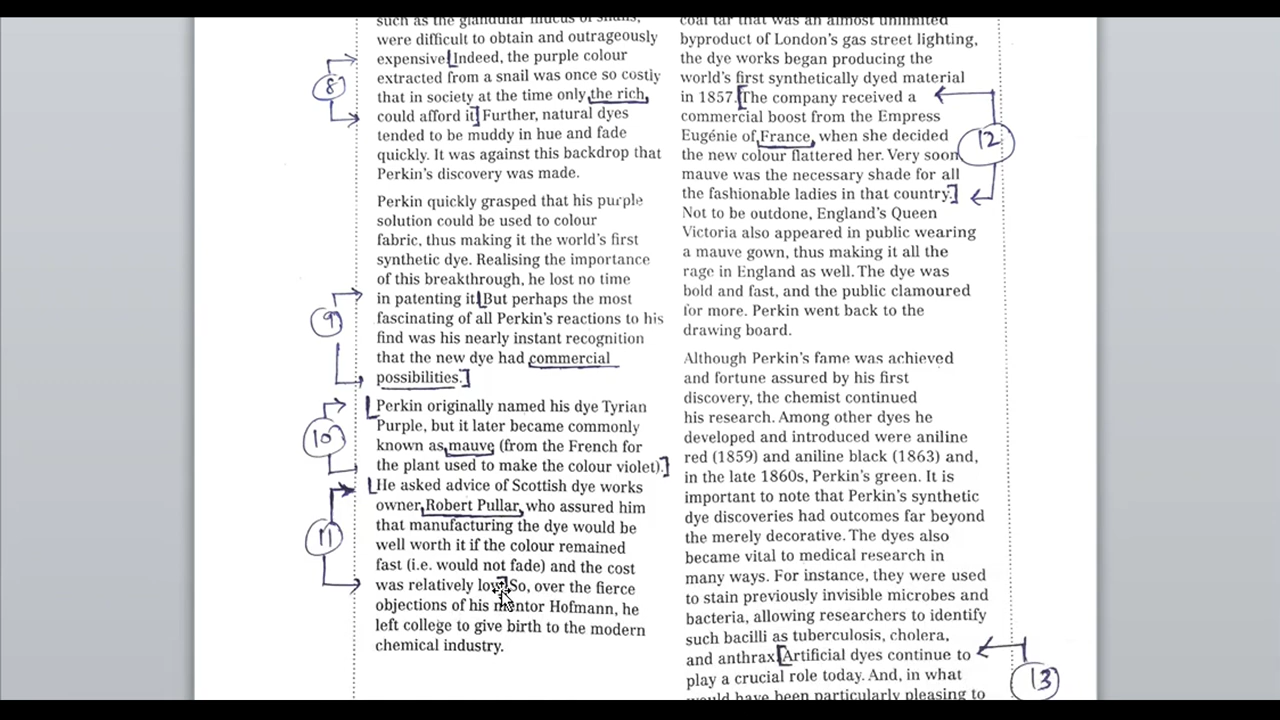 such as the glandular mucus of snails,
were difficult to obtain and outrageously
expensive. Indeed, the purple colour
extracted from a snail was once so costly
that in society at the time only the rich
could afford it. Further, natural dyes
tended to be muddy in hue and fade
quickly. It was against this backdrop that
Perkin's discovery was made.
8
Perkin quickly grasped that his purple
solution could be used to colour
fabric, thus making it the world's first
synthetic dye. Realising the importance
of this breakthrough, he lost no time
in patenting it. But perhaps the most
fascinating of all Perkin's reactions to his
find was his nearly instant recognition
that the new dye had commercial
possibilities.
9
Perkin originally named his dye Tyrian
Purple, but it later became commonly
known as mauve (from the French for
the plant used to make the colour violet).
10
He asked advice of Scottish dye works
owner Robert Pullar, who assured him
that manufacturing the dye would be
well worth it if the colour remained
fast (i.e. would not fade) and the cost
was relatively low. So, over the fierce
objections of his mentor Hofmann, he
left college to give birth to the modern
chemical industry.
11
coal tar that was an almost unlimited
byproduct of London's gas street lighting,
the dye works began producing the
world's first synthetically dyed material
in 1857. The company received a
commercial boost from the Empress
Eugénie of France, when she decided
the new colour flattered her. Very soon,
mauve was the necessary shade for all
the fashionable ladies in that country.
12
Not to be outdone, England's Queen
Victoria also appeared in public wearing
a mauve gown, thus making it all the
rage in England as well. The dye was
bold and fast, and the public clamoured
for more. Perkin went back to the
drawing board.
Although Perkin's fame was achieved
and fortune assured by his first
discovery, the chemist continued
his research. Among other dyes he
developed and introduced were aniline
red (1859) and aniline black (1863) and,
in the late 1860s, Perkin's green. It is
important to note that Perkin's synthetic
dye discoveries had outcomes far beyond
the merely decorative. The dyes also
became vital to medical research in
many ways. For instance, they were used
to stain previously invisible microbes and
bacteria, allowing researchers to identify
such bacilli as tuberculosis, cholera,
and anthrax. Artificial dyes continue to
play a crucial role today. And, in what
would have been particularly pleasing to
13